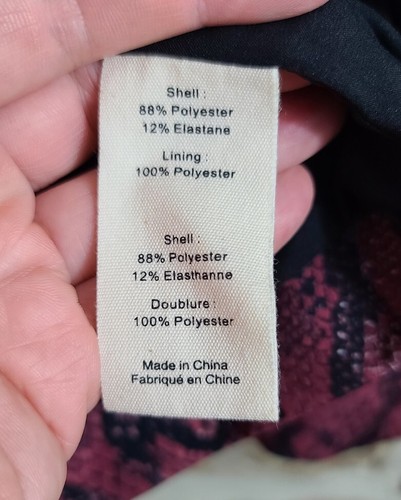 Shell :
88% Polyester
12% Elastane
Lining :
100% Polyester
Shell :
88% Polyester
12% Elasthanne
Doublure :
100% Polyester
Made in China
Fabriqué en Chine